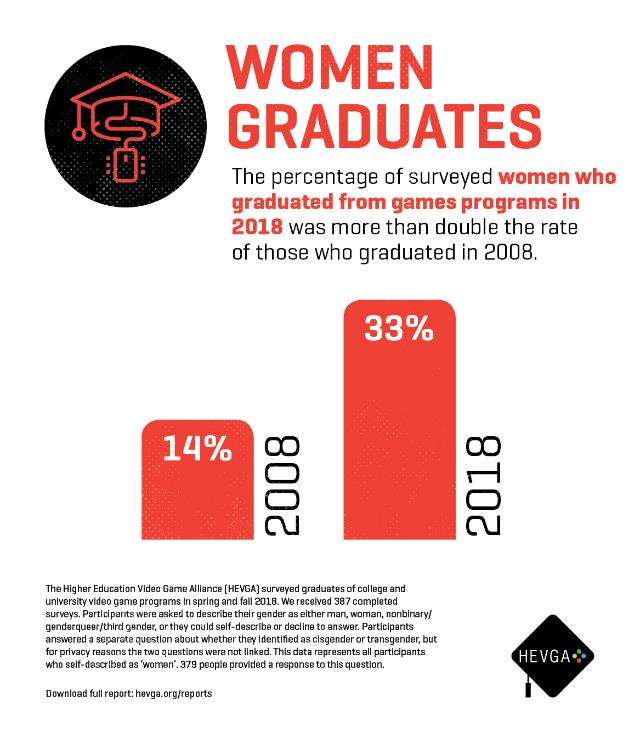 WOMEN
GRADUATES
The percentage of surveyed women who
graduated from games programs in
2018 was more than double the rate
of those who graduated in 2008.
14%
2008
33%
2018
The Higher Education Video Game Alliance (HEVGA) surveyed graduates of college and
university video game programs in spring and fall 2018. We received 387 completed
surveys. Participants were asked to describe their gender as either man, woman, nonbinary/
genderqueer/third gender, or they could self-describe or decline to answer. Participants
answered a separate question about whether they identified as cisgender or transgender, but
for privacy reasons the two questions were not linked. This data represents all participants
who self-described as ‘women’. 379 people provided a response to this question.
Download full report: hevga.org/reports
HEVGA